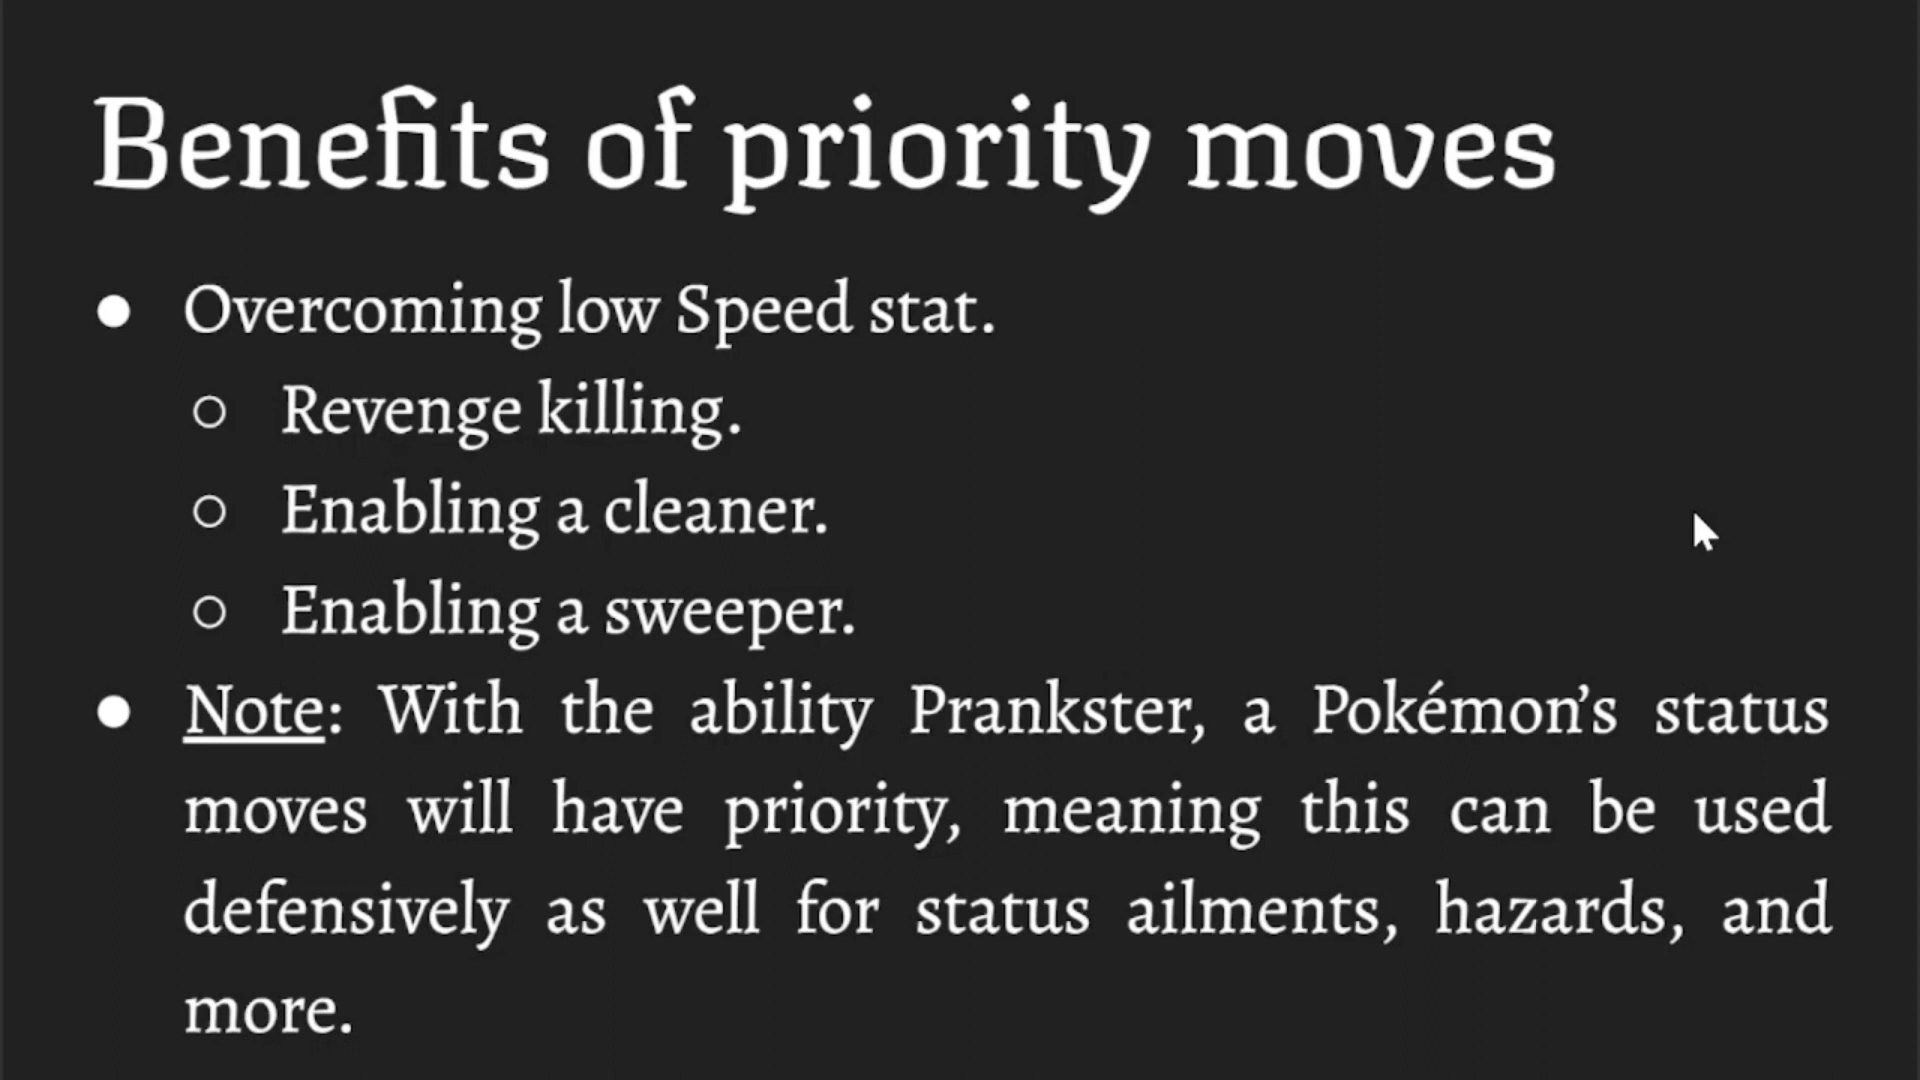 Benefits of priority moves
● Overcoming low Speed stat.
○ Revenge killing.
○ Enabling a cleaner.
○ Enabling a sweeper.
● Note: With the ability Prankster, a Pokémon’s status
moves will have priority, meaning this can be used
defensively as well for status ailments, hazards, and
more.